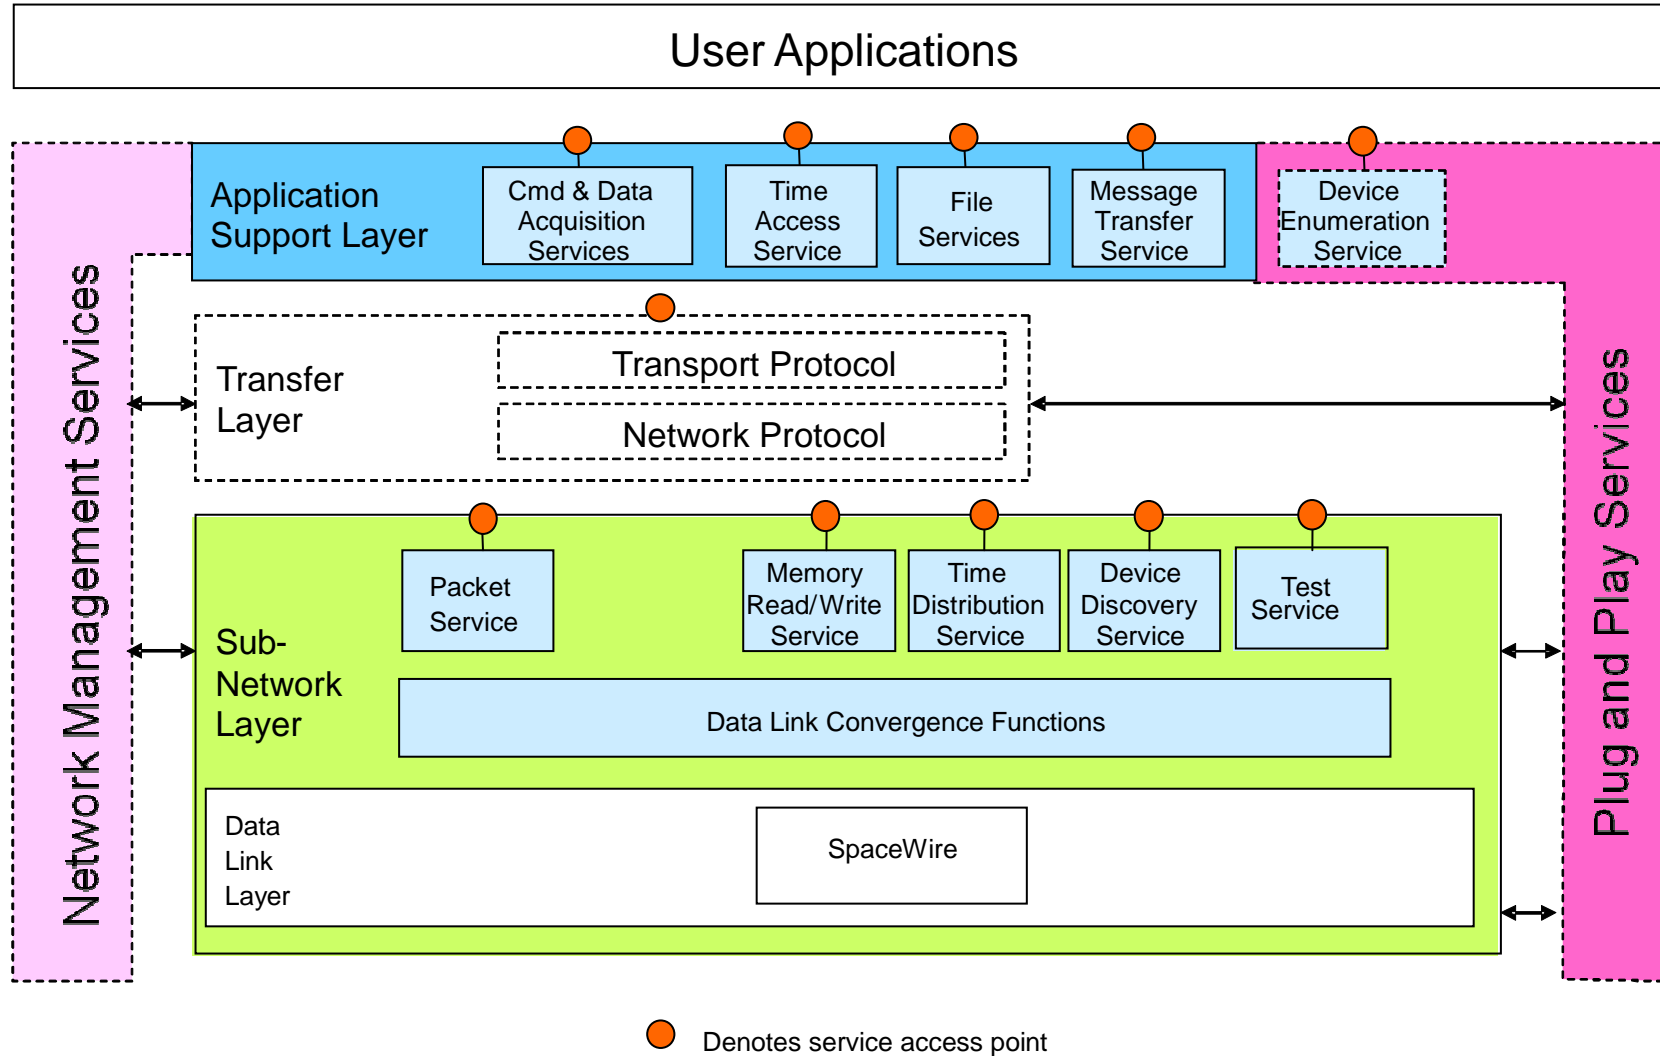 User Applications
Network Management Services
Application
Support Layer
Cmd & Data
Acquisition
Services
Time
Access
Service
File
Services
Message
Transfer
Service
Device
Enumeration
Service
Plug and Play Services
Transfer
Layer
Transport Protocol
Network Protocol
Sub-
Network
Layer
Packet
Service
Memory
Read/Write
Service
Time
Distribution
Service
Device
Discovery
Service
Test
Service
Data Link Convergence Functions
Data
Link
Layer
SpaceWire
Denotes service access point